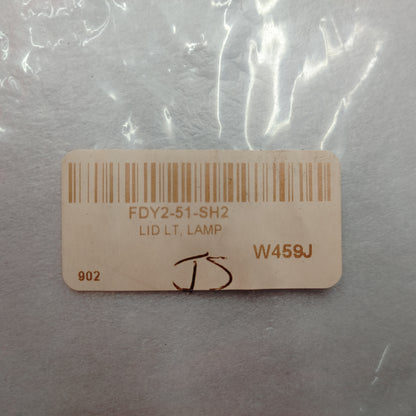 FDY2-51-SH2
LID LT, LAMP
W459J
902
JS